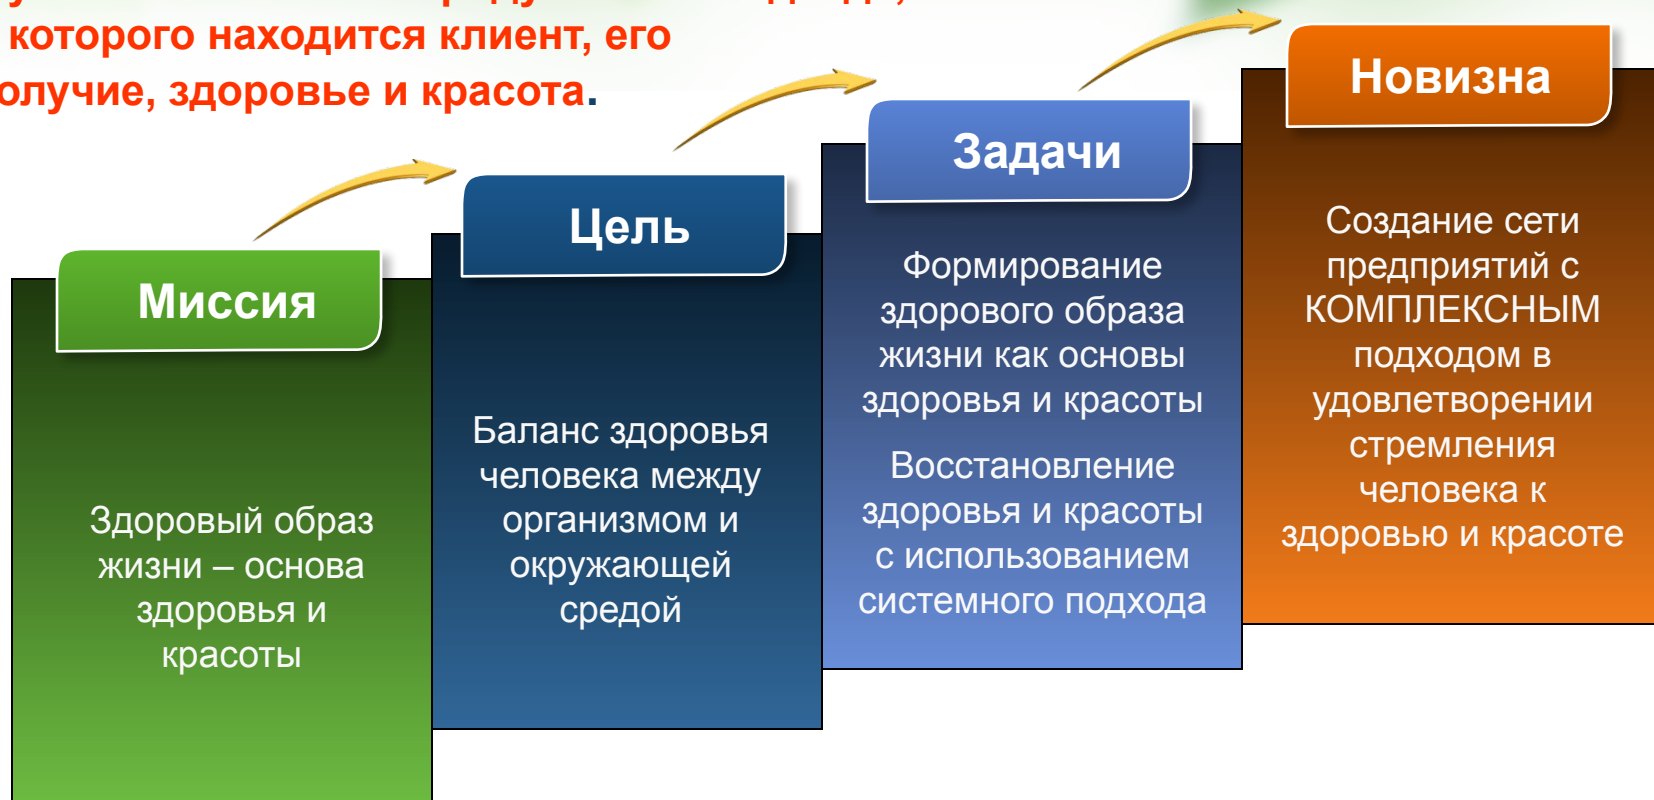 которого находится клиент, его
здоровье и красота.
Миссия
Здоровый образ
жизни – основа
здоровья и
красоты
Цель
Баланс здоровья
человека между
организмом и
окружающей
средой
Задачи
Формирование
здорового образа
жизни как основы
здоровья и красоты
Восстановление
здоровья и красоты
с использованием
системного подхода
Новизна
Создание сети
предприятий с
КОМПЛЕКСНЫМ
подходом в
удовлетворении
стремления
человека к
здоровью и красоте